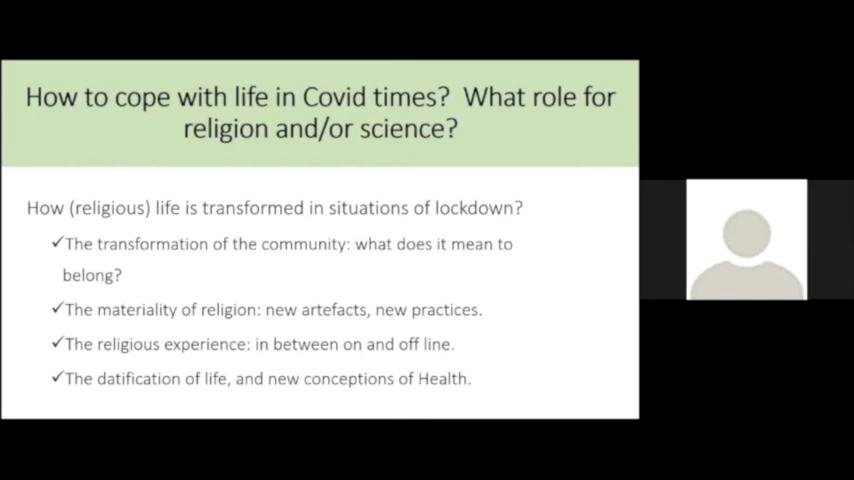 How to cope with life in Covid times? What role for
religion and/or science?
How (religious) life is transformed in situations of lockdown?
✓The transformation of the community: what does it mean to
belong?
✓The materiality of religion: new artefacts, new practices.
✓The religious experience: in between on and off line.
✓The datification of life, and new conceptions of Health.